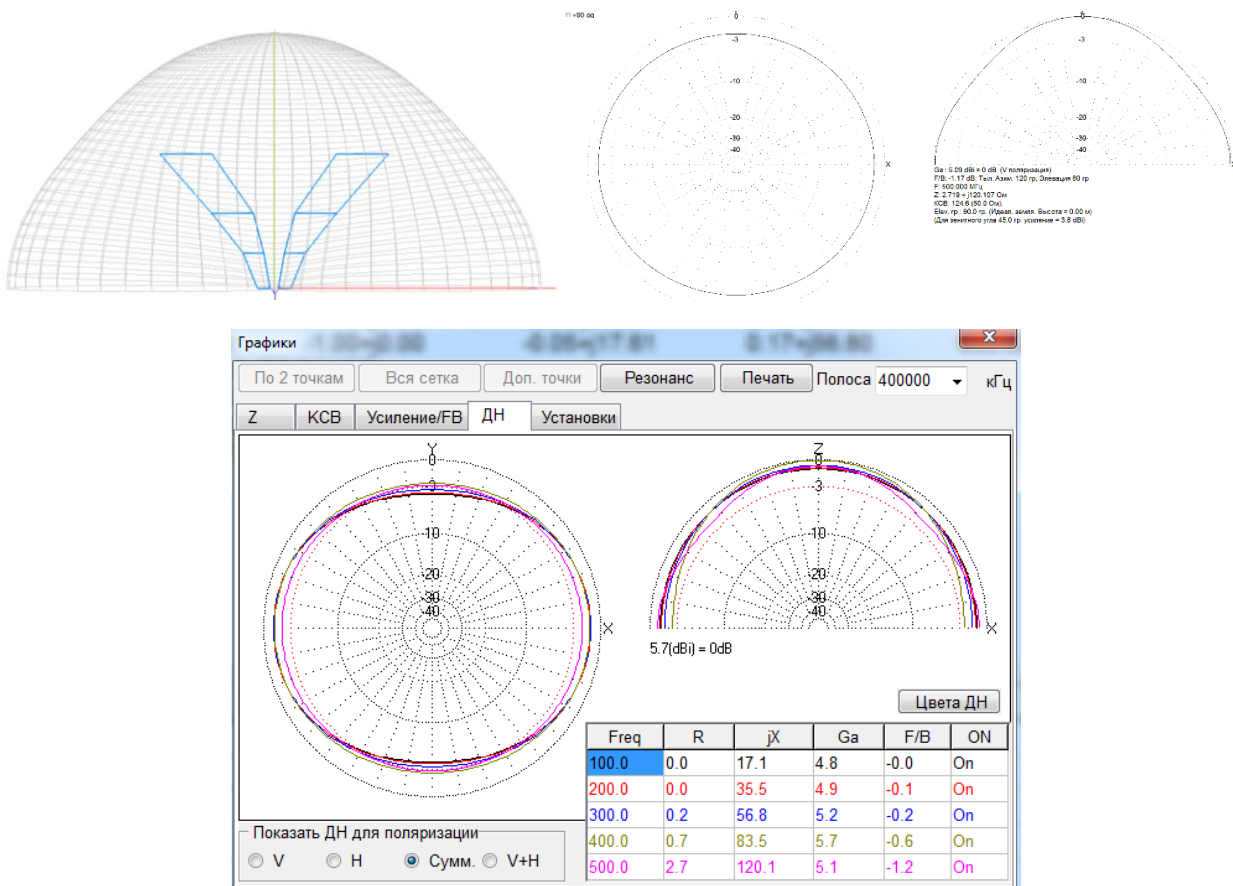 0
-3
-10
-20
-30
-40
X
0
-3
-10
-20
-30
-40
Ga : 5.09 dBi = 0 dB (V поляризация)
F/B: -1.17 dB. Тыл. Азим. 120 гр, Элевация 60 гр
F: 500.000 МГц
Z: 2.719 + j120.107 Ом
КСВ: 124.6 (50.0 Ом).
Elev. гр.: 90.0 гр. (Идеал. земля. Высота = 0.00 м)
(Для зенитного угла 45.0 гр. усиление = 3.8 dBi)
Графики
По 2 точкам Вся сетка Доп. точки Резонанс Печать Полоса 400000 кГц
Z КСВ Усиление/FB ДН Установки
Y
0
-3
-10
-20
-30
-40
X
Z
0
-3
-10
-20
-30
-40
X
5.7(dBi) = 0dB
Цвета ДН
Freq R jX Ga F/B ON
100.0 0.0 17.1 4.8 -0.0 On
200.0 0.0 35.5 4.9 -0.1 On
300.0 0.2 56.8 5.2 -0.2 On
400.0 0.7 83.5 5.7 -0.6 On
500.0 2.7 120.1 5.1 -1.2 On
Показать ДН для поляризации
V H Сумм. V+H